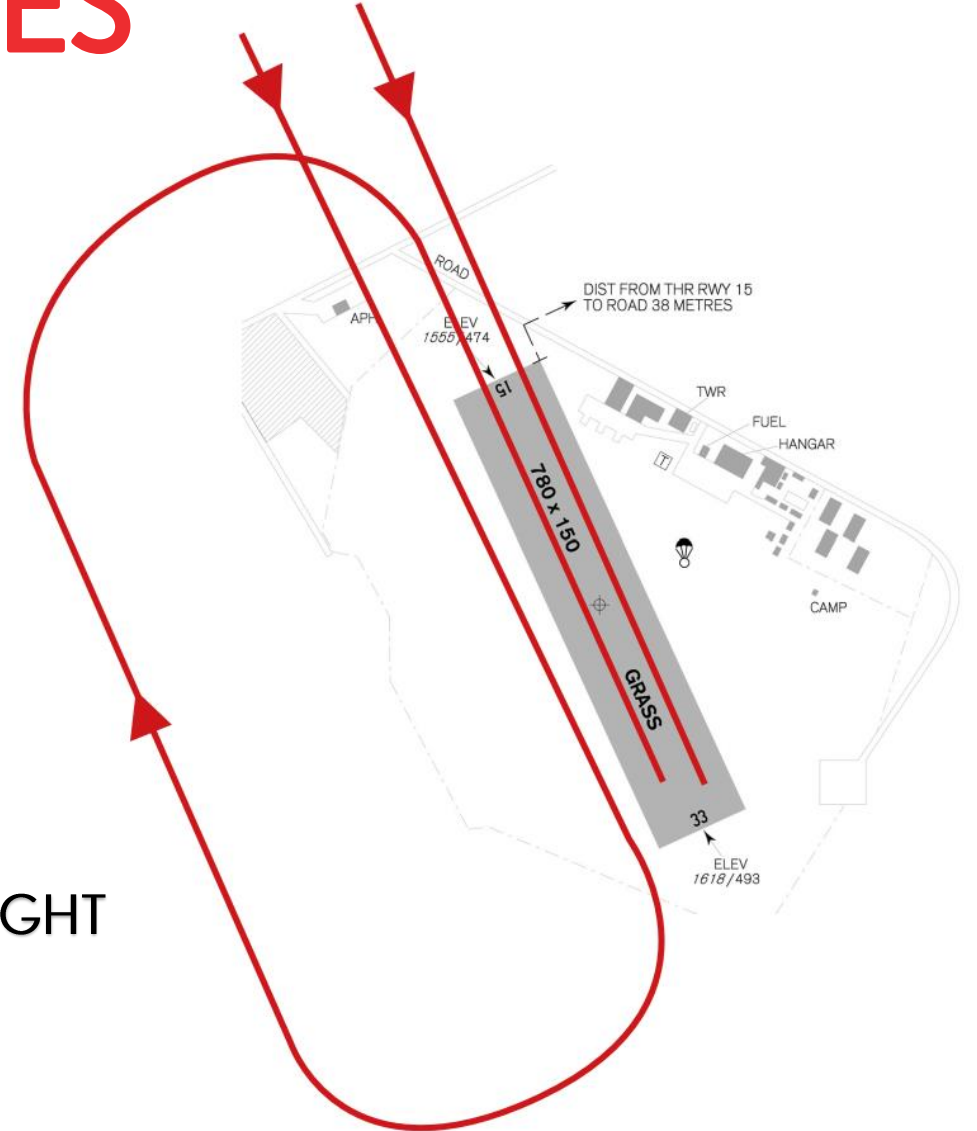 ES
ROAD
DIST FROM THR RWY 15
TO ROAD 38 METRES
ELEV
1555/474
15
TWR
FUEL
HANGAR
T
780 x 150
CAMP
GRASS
33
ELEV
1618/493
GHT